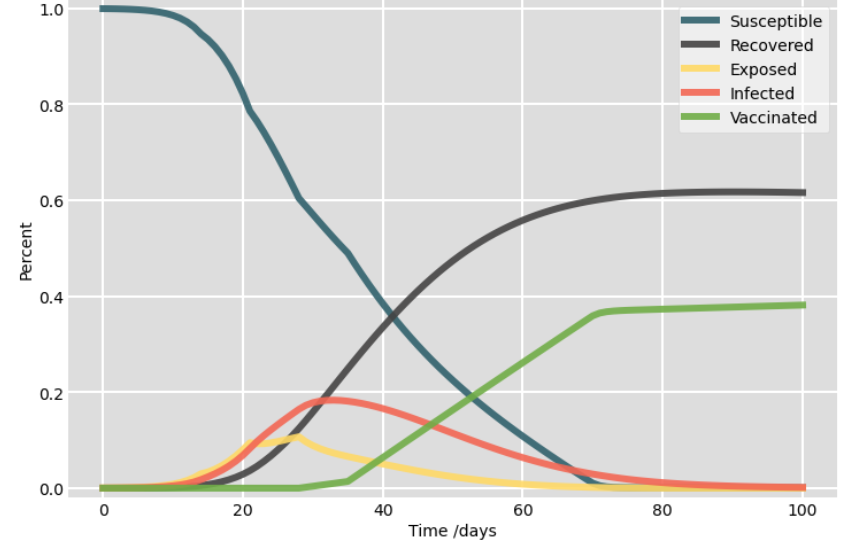 1.0
0.8
0.6
0.4
0.2
0.0
Percent
Susceptible
Recovered
Exposed
Infected
Vaccinated
0 20 40 60 80 100
Time /days